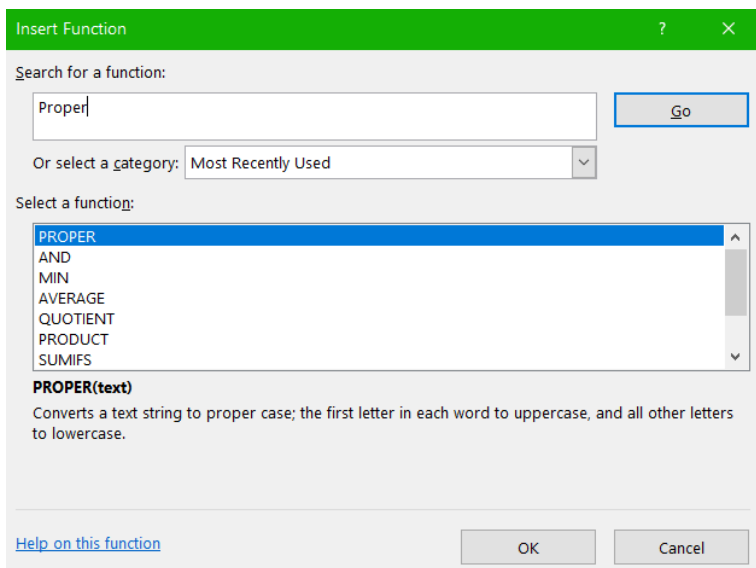 Insert Function ?
Search for a function:
Proper
Go
Or select a category: Most Recently Used
Select a function:
PROPER
AND
MIN
AVERAGE
QUOTIENT
PRODUCT
SUMIFS
PROPER(text)
Converts a text string to proper case; the first letter in each word to uppercase, and all other letters
to lowercase.
Help on this function
OK
Cancel